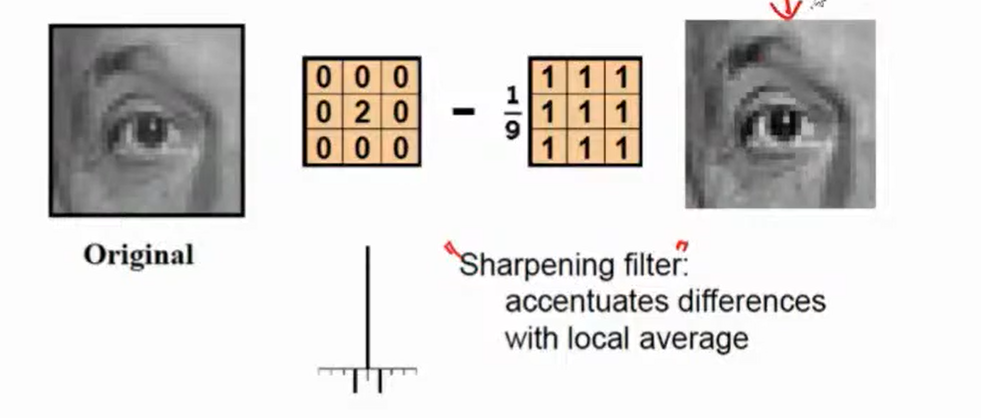 0 0 0
0 2 0
0 0 0
-
1
9
1 1 1
1 1 1
1 1 1
Original
"Sharpening filter":
accentuates differences
with local average